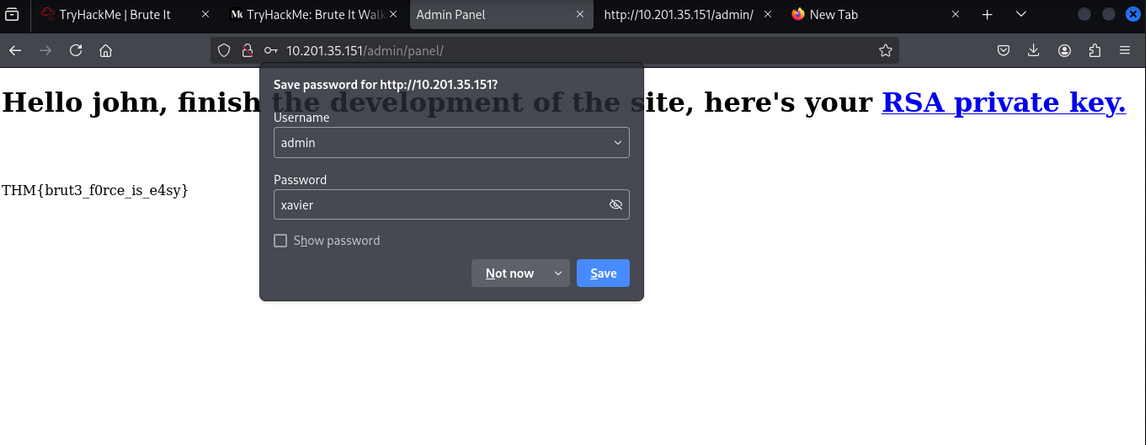 TryHackMe | Brute It
TryHackMe: Brute It Wal
Admin Panel
http://10.201.35.151/admin/
New Tab
10.201.35.151/admin/panel/
Save password for http://10.201.35.151?
Hello john, finish the development of the site, here's your RSA private key.
Username
admin
Password
THM{brut3_f0rce_is_e4sy}
xavier
Show password
Not now
Save